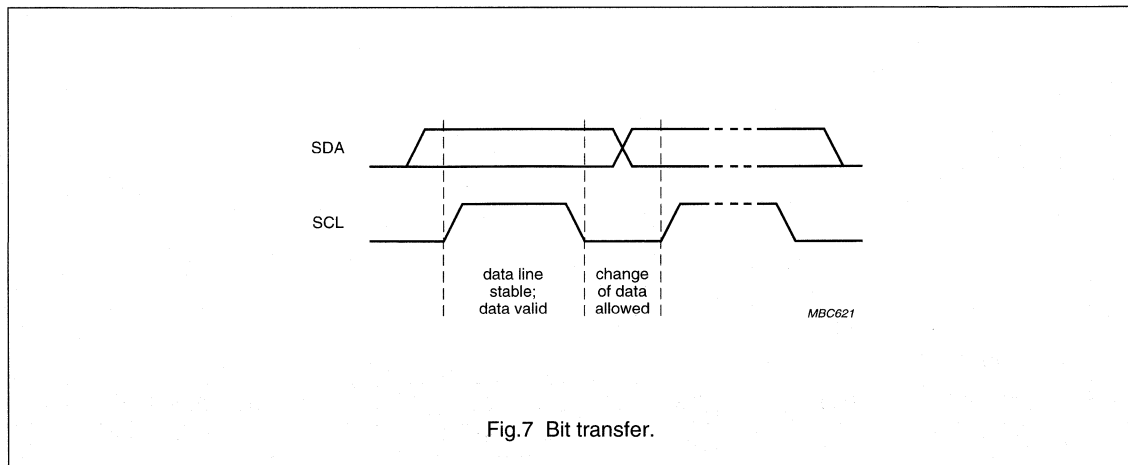 SDA
SCL
data line
stable;
data valid
change
of data
allowed
MBC621
Fig.7 Bit transfer.